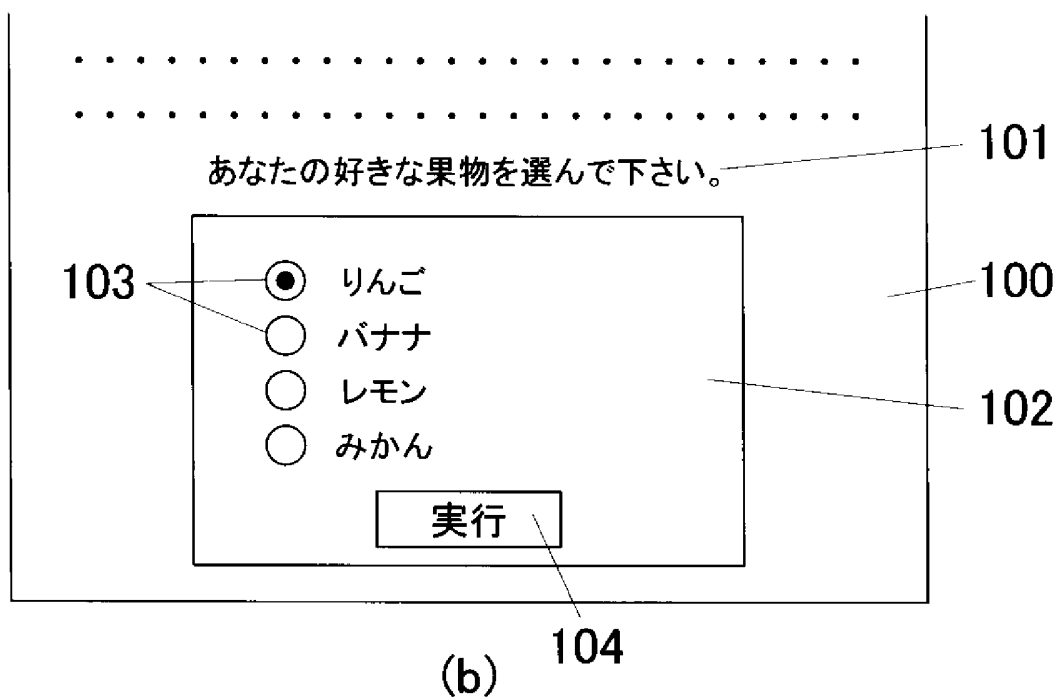 あなたの好きな果物を選んで下さい。
101
103
りんご
100
バナナ
レモン
102
みかん
実行
104
(b)